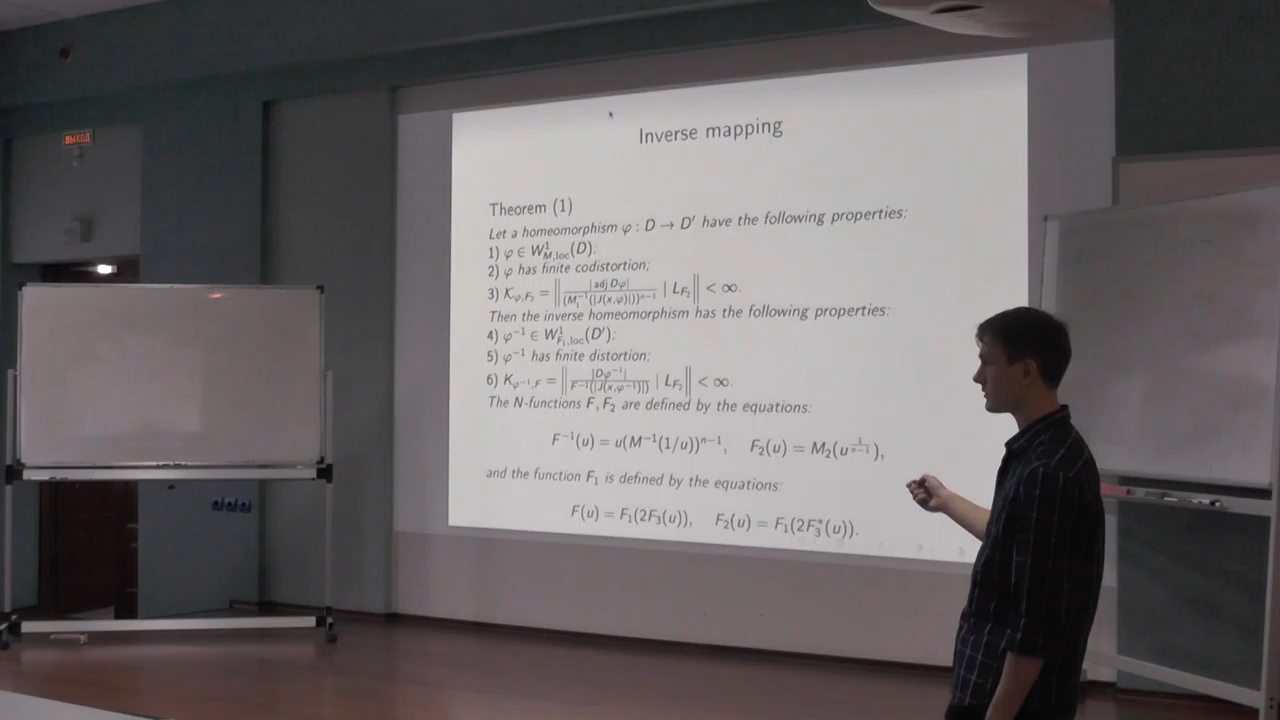 ВЫХОД
Inverse mapping
Theorem (1)
Let a homeomorphism φ : D → D′ have the following properties:
1) φ ∈ W¹_{M,loc}(D);
2) φ has finite codistortion;
3) 𝒦_{φ,F₂} = ‖ |adj Dφ| / (M₁⁻¹(|J(x,φ)|))ⁿ⁻¹ | L_{F₂} ‖ < ∞.
Then the inverse homeomorphism has the following properties:
4) φ⁻¹ ∈ W¹_{F₁,loc}(D′);
5) φ⁻¹ has finite distortion;
6) K_{φ⁻¹,F} = ‖ |Dφ⁻¹| / F⁻¹(|J(x,φ⁻¹)|) | L_{F₂} ‖ < ∞.
The N-functions F, F₂ are defined by the equations:
F⁻¹(u) = u(M⁻¹(1/u))ⁿ⁻¹, F₂(u) = M₂(u^{1/(n−1)}),
and the function F₁ is defined by the equations:
F(u) = F₁(2F₃(u)), F₂(u) = F₁(2F₃*(u)).